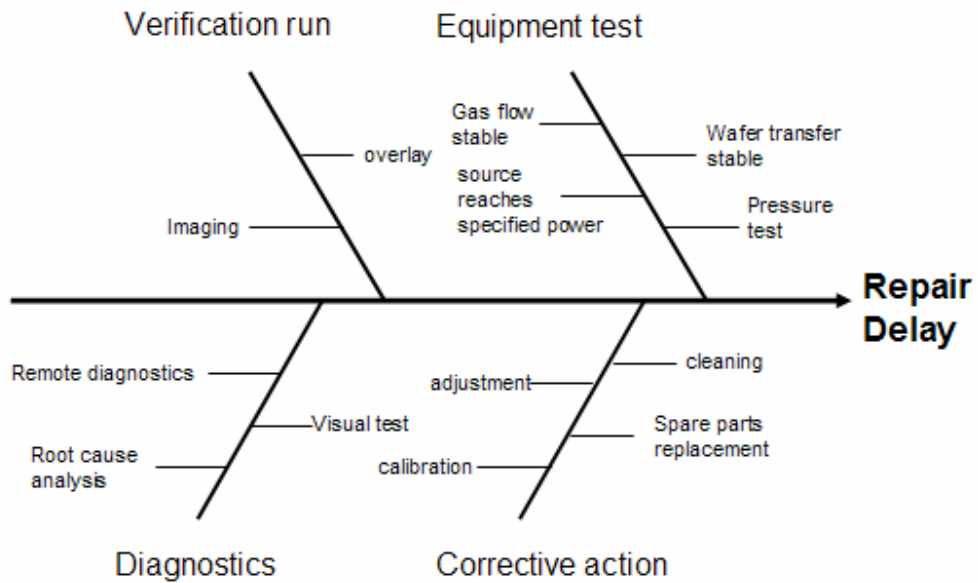 Verification run
Equipment test
Gas flow
stable
Wafer transfer
stable
overlay
source
reaches
specified power
Imaging
Pressure
test
Repair
Delay
Remote diagnostics
cleaning
adjustment
Visual test
Spare parts
replacement
Root cause
analysis
calibration
Diagnostics
Corrective action